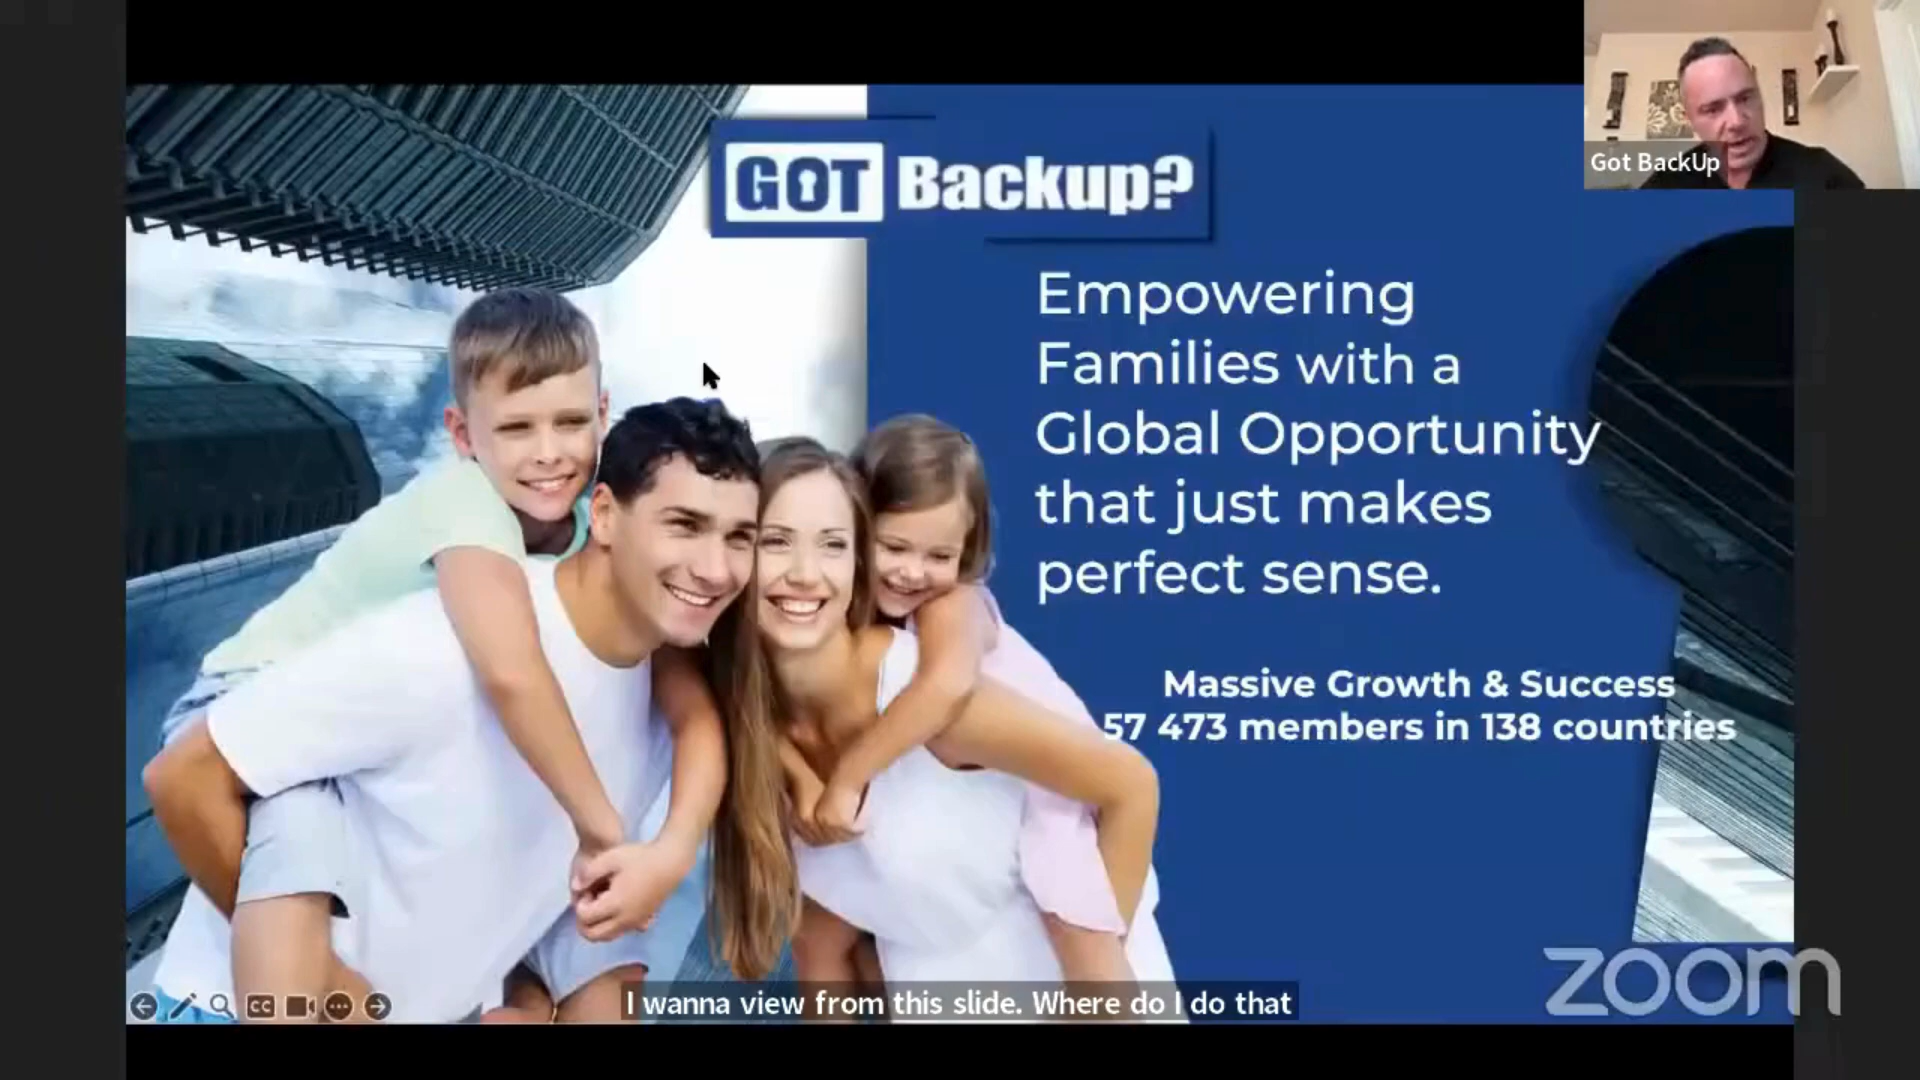 GOT Backup?
Got BackUp
Empowering
Families with a
Global Opportunity
that just makes
perfect sense.
Massive Growth & Success
57 473 members in 138 countries
CC
I wanna view from this slide. Where do I do that
zoom